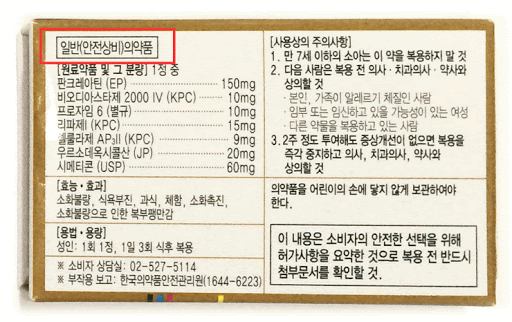 일반(안전상비)의약품
[원료약품 및 그 분량] 1정 중
판크레아틴 (EP) 150mg
비오디아스타제 2000 IV (KPC) 10mg
프로자임 6 (별규) 10mg
리파제I (KPC) 15mg
셀룰라제 AP₃II (KPC) 9mg
우르소데옥시콜산 (JP) 20mg
시메티콘 (USP) 60mg
[효능·효과]
소화불량, 식욕부진, 과식, 체함, 소화촉진,
소화불량으로 인한 복부팽만감
[용법·용량]
성인: 1회 1정, 1일 3회 식후 복용
※ 소비자 상담실: 02-527-5114
※ 부작용 보고: 한국의약품안전관리원(1644-6223)
[사용상의 주의사항]
1. 만 7세 이하의 소아는 이 약을 복용하지 말 것
2. 다음 사람은 복용 전 의사·치과의사·약사와
상의할 것
·본인, 가족이 알레르기 체질인 사람
·임부 또는 임신하고 있을 가능성이 있는 여성
·다른 약물을 복용하고 있는 사람
3. 2주 정도 투여해도 증상개선이 없으면 복용을
즉각 중지하고 의사, 치과의사, 약사와
상의할 것
의약품을 어린이의 손에 닿지 않게 보관하여야
한다.
이 내용은 소비자의 안전한 선택을 위해
허가사항을 요약한 것으로 복용 전 반드시
첨부문서를 확인할 것.